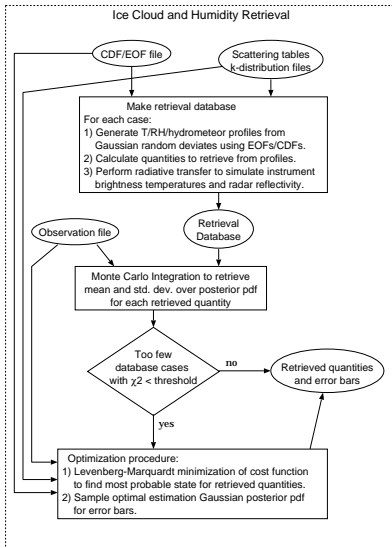 Ice Cloud and Humidity Retrieval
CDF/EOF file
Scattering tables
k-distribution files
Make retrieval database
For each case:
1) Generate T/RH/hydrometeor profiles from
Gaussian random deviates using EOFs/CDFs.
2) Calculate quantities to retrieve from profiles.
3) Perform radiative transfer to simulate instrument
brightness temperatures and radar reflectivity.
Retrieval
Database
Observation file
Monte Carlo Integration to retrieve
mean and std. dev. over posterior pdf
for each retrieved quantity
Too few
database cases
with χ2 < threshold
no
Retrieved quantities
and error bars
yes
Optimization procedure:
1) Levenberg-Marquardt minimization of cost function
to find most probable state for retrieved quantities.
2) Sample optimal estimation Gaussian posterior pdf
for error bars.